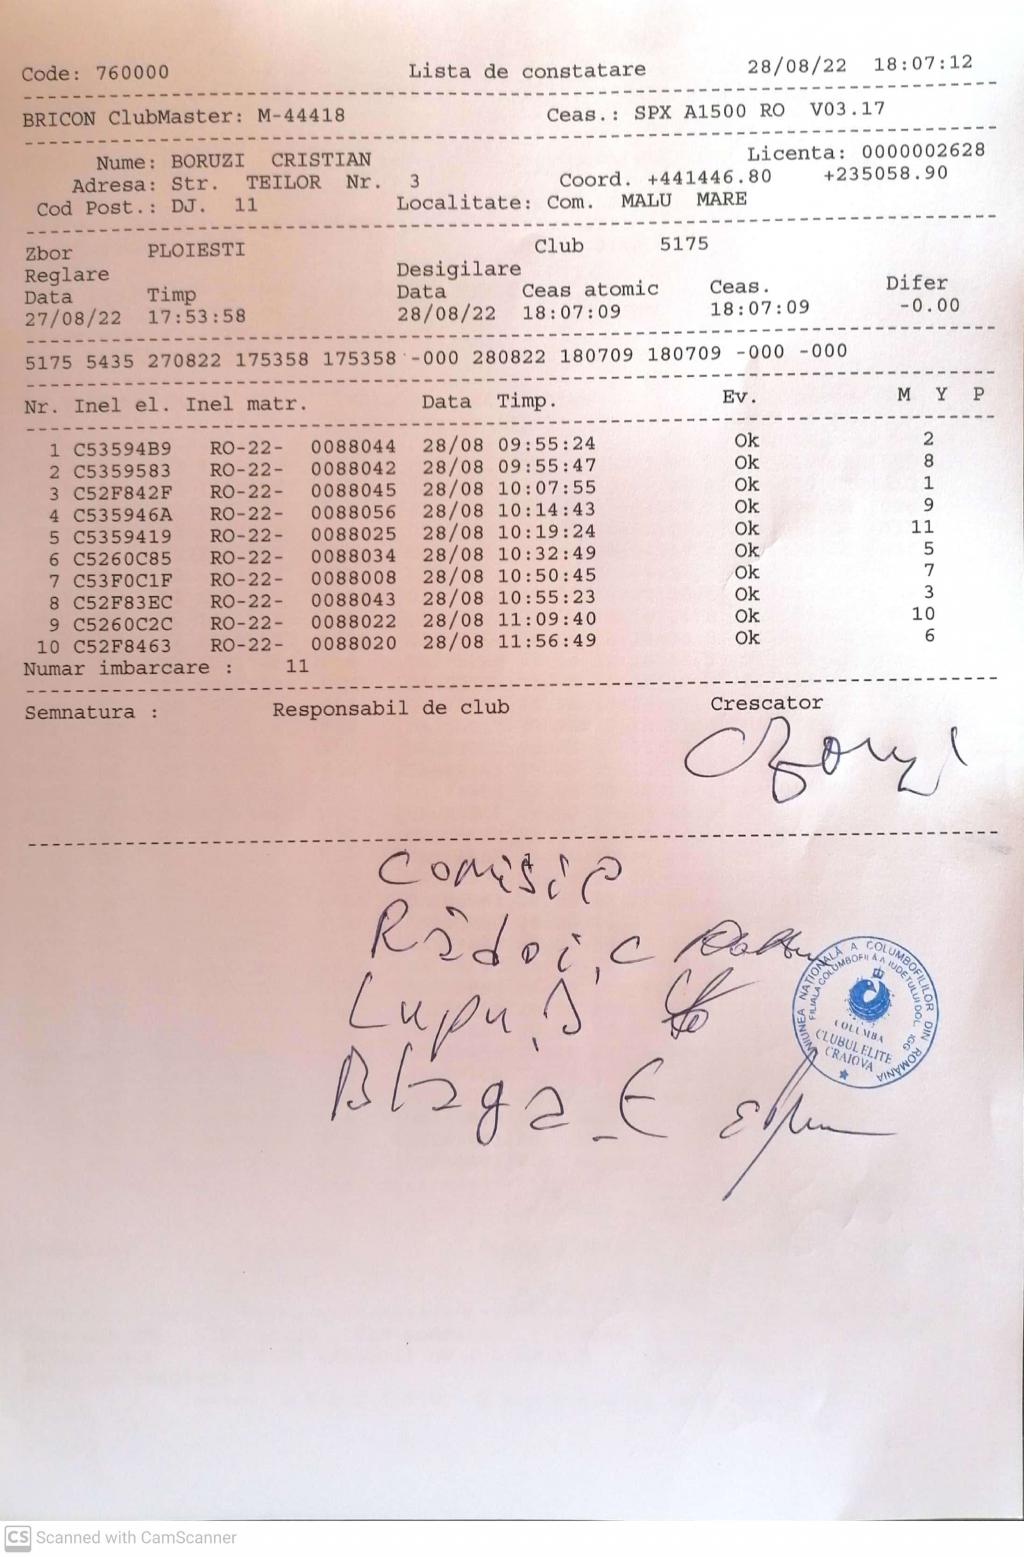 Code: 760000 Lista de constatare 28/08/22 18:07:12
BRICON ClubMaster: M-44418 Ceas.: SPX A1500 RO V03.17
Nume: BORUZI CRISTIAN Licenta: 0000002628
Adresa: Str. TEILOR Nr. 3 Coord. +441446.80 +235058.90
Cod Post.: DJ. 11 Localitate: Com. MALU MARE
Zbor PLOIESTI Club 5175
Reglare Desigilare
Data Timp Data Ceas atomic Ceas. Difer
27/08/22 17:53:58 28/08/22 18:07:09 18:07:09 -0.00
5175 5435 270822 175358 175358 -000 280822 180709 180709 -000 -000
Nr. Inel el. Inel matr. Data Timp. Ev. M Y P
1 C53594B9 RO-22- 0088044 28/08 09:55:24 Ok 2
2 C5359583 RO-22- 0088042 28/08 09:55:47 Ok 8
3 C52F842F RO-22- 0088045 28/08 10:07:55 Ok 1
4 C535946A RO-22- 0088056 28/08 10:14:43 Ok 9
5 C5359419 RO-22- 0088025 28/08 10:19:24 Ok 11
6 C5260C85 RO-22- 0088034 28/08 10:32:49 Ok 5
7 C53F0C1F RO-22- 0088008 28/08 10:50:45 Ok 7
8 C52F83EC RO-22- 0088043 28/08 10:55:23 Ok 3
9 C5260C2C RO-22- 0088022 28/08 11:09:40 Ok 10
10 C52F8463 RO-22- 0088020 28/08 11:56:49 Ok 6
Numar imbarcare : 11
Semnatura : Responsabil de club Crescator
Comisia
Rădoi, C
Lupu, I
Blaga E
UNIUNEA NAȚIONALĂ A COLUMBOFILILOR DIN ROMÂNIA
FILIALA COLUMBOFILĂ A JUDEȚULUI DOLJ
COLUMBA
CLUBUL ELITE
CRAIOVA
CS Scanned with CamScanner